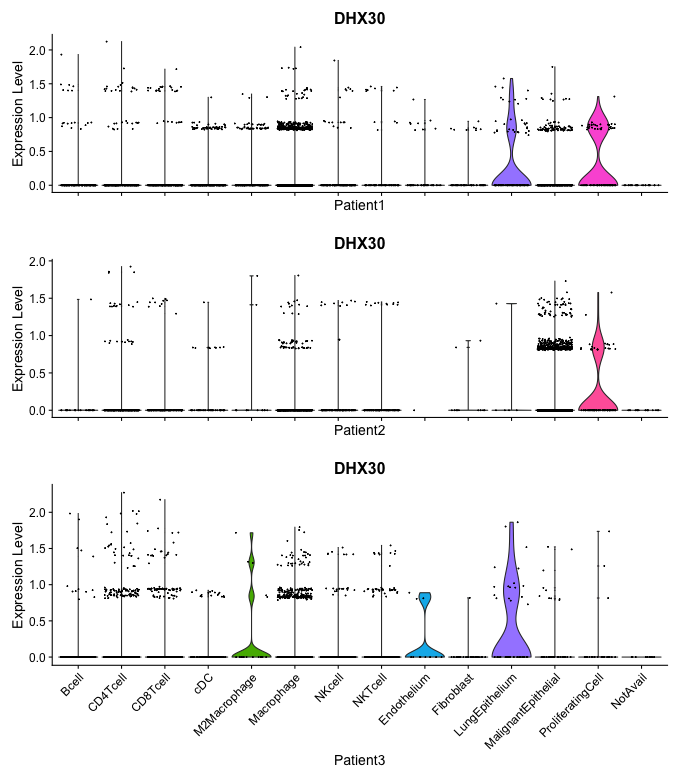 DHX30
Expression Level
2.0
1.5
1.0
0.5
0.0
Patient1
DHX30
Expression Level
2.0
1.5
1.0
0.5
0.0
Patient2
DHX30
Expression Level
2.0
1.5
1.0
0.5
0.0
Bcell
CD4Tcell
CD8Tcell
cDC
M2Macrophage
Macrophage
NKcell
NKTcell
Endothelium
Fibroblast
LungEpithelium
MalignantEpithelial
ProliferatingCell
NotAvail
Patient3